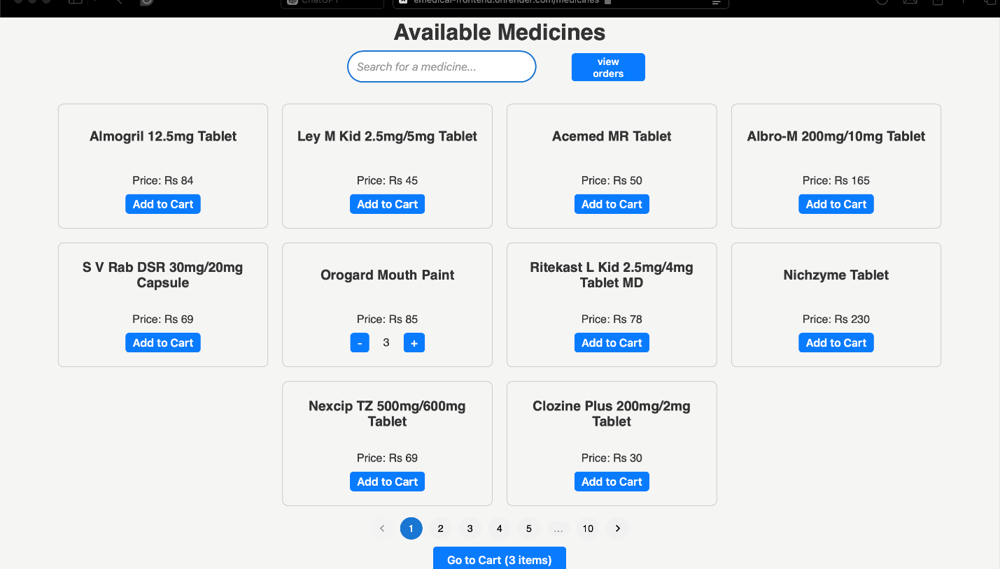 ChatGPT
emedical-frontend.onrender.com/medicines
Available Medicines
Search for a medicine...
view
orders
Almogril 12.5mg Tablet
Price: Rs 84
Add to Cart
Ley M Kid 2.5mg/5mg Tablet
Price: Rs 45
Add to Cart
Acemed MR Tablet
Price: Rs 50
Add to Cart
Albro-M 200mg/10mg Tablet
Price: Rs 165
Add to Cart
S V Rab DSR 30mg/20mg
Capsule
Price: Rs 69
Add to Cart
Orogard Mouth Paint
Price: Rs 85
- 3 +
Ritekast L Kid 2.5mg/4mg
Tablet MD
Price: Rs 78
Add to Cart
Nichzyme Tablet
Price: Rs 230
Add to Cart
Nexcip TZ 500mg/600mg
Tablet
Price: Rs 69
Add to Cart
Clozine Plus 200mg/2mg
Tablet
Price: Rs 30
Add to Cart
1 2 3 4 5 ... 10
Go to Cart (3 items)